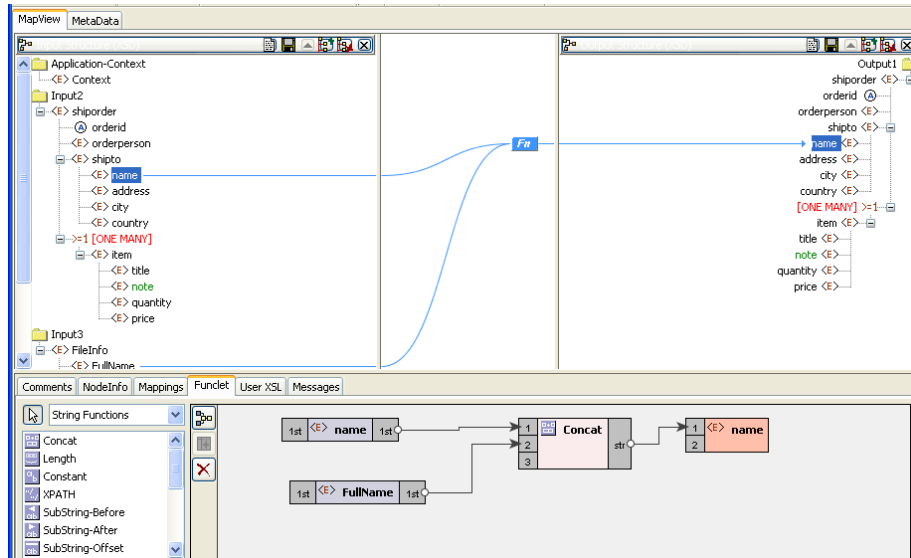 MapView MetaData
Application-Context
<E> Context
Input2
<E> shiporder
A orderid
<E> orderperson
<E> shipto
<E> name
<E> address
<E> city
<E> country
>=1 [ONE MANY]
<E> item
<E> title
<E> note
<E> quantity
<E> price
Input3
<E> FileInfo
<E> FullName
Fn
Output1
shiporder <E>
orderid A
orderperson <E>
shipto <E>
name <E>
address <E>
city <E>
country <E>
[ONE MANY] >=1
item <E>
title <E>
note <E>
quantity <E>
price <E>
Comments NodeInfo Mappings Funclet User XSL Messages
String Functions
Concat
Length
Constant
XPATH
SubString-Before
SubString-After
SubString-Offset
1st <E> name 1st
1st <E> FullName 1st
1 Concat
2 str
3
1 <E> name
2